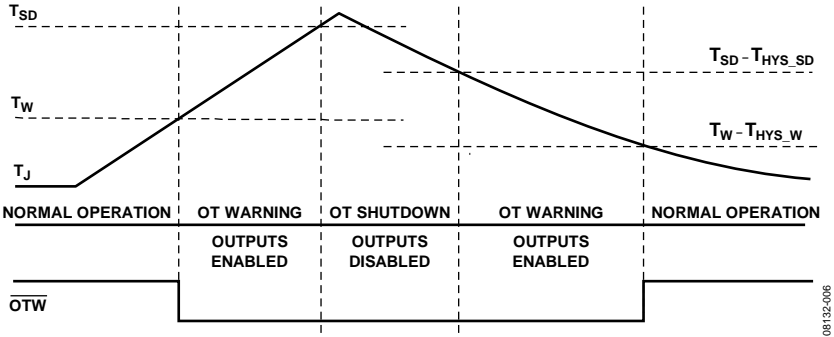 T_SD
T_SD – T_HYS_SD
T_W
T_W – T_HYS_W
T_J
NORMAL OPERATION
OT WARNING
OT SHUTDOWN
OT WARNING
NORMAL OPERATION
OUTPUTS
ENABLED
OUTPUTS
DISABLED
OUTPUTS
ENABLED
O̅T̅W̅
08132-006